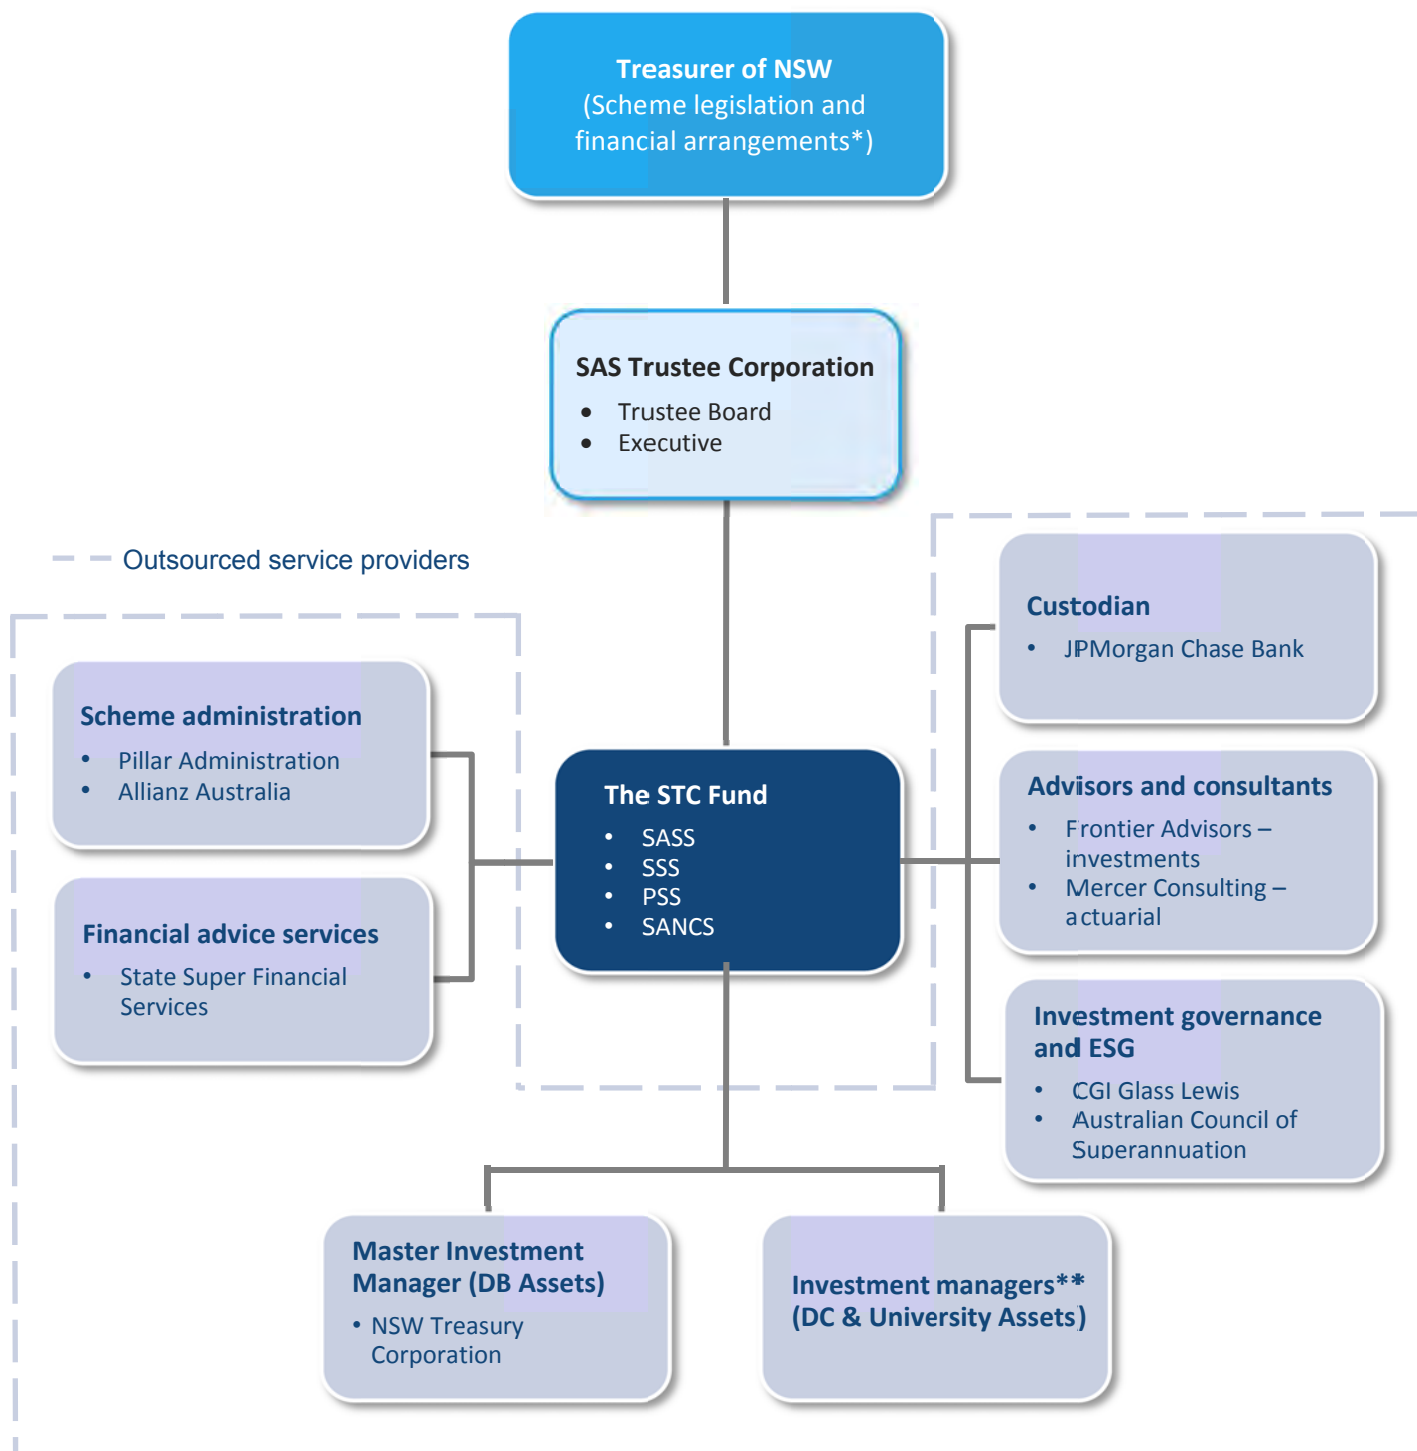 Treasurer of NSW
(Scheme legislation and
financial arrangements*)
SAS Trustee Corporation
• Trustee Board
• Executive
Outsourced service providers
Scheme administration
• Pillar Administration
• Allianz Australia
Financial advice services
• State Super Financial
Services
The STC Fund
• SASS
• SSS
• PSS
• SANCS
Custodian
• JPMorgan Chase Bank
Advisors and consultants
• Frontier Advisors –
investments
• Mercer Consulting –
actuarial
Investment governance
and ESG
• CGI Glass Lewis
• Australian Council of
Superannuation
Master Investment
Manager (DB Assets)
• NSW Treasury
Corporation
Investment managers**
(DC & University Assets)